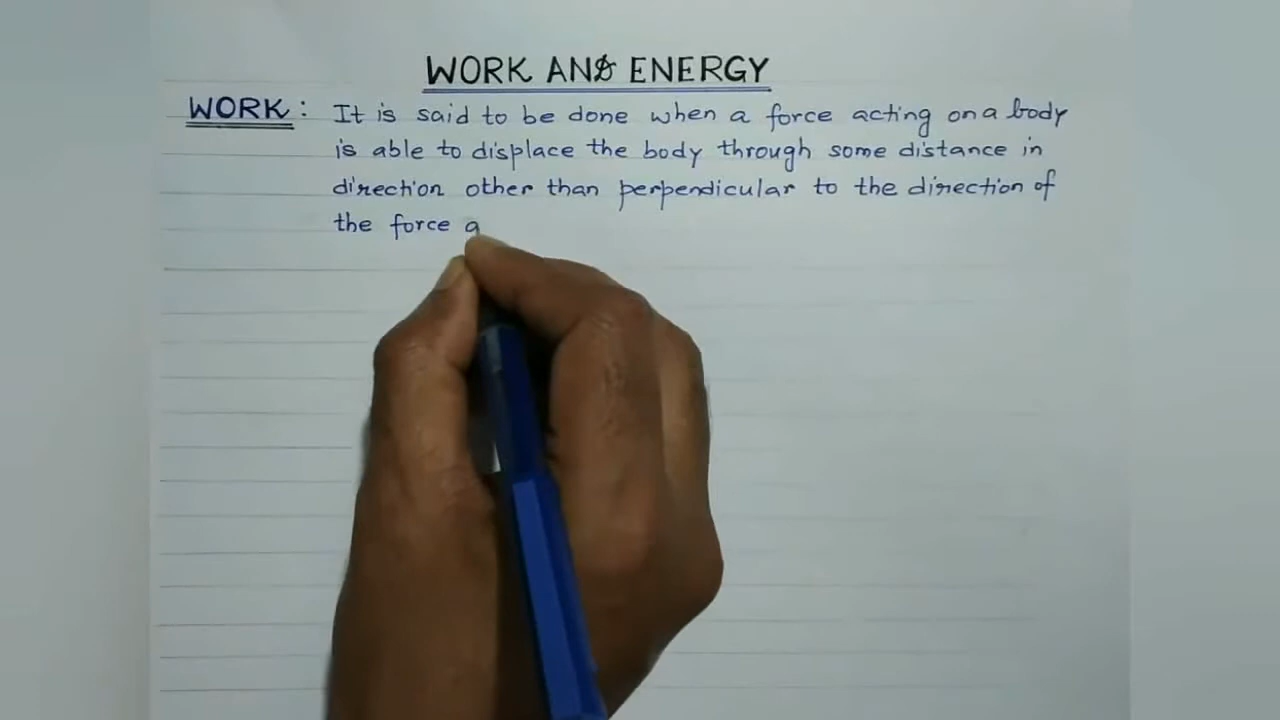 WORK AND ENERGY
WORK : It is said to be done when a force acting on a body
is able to displace the body through some distance in
direction other than perpendicular to the direction of
the force a